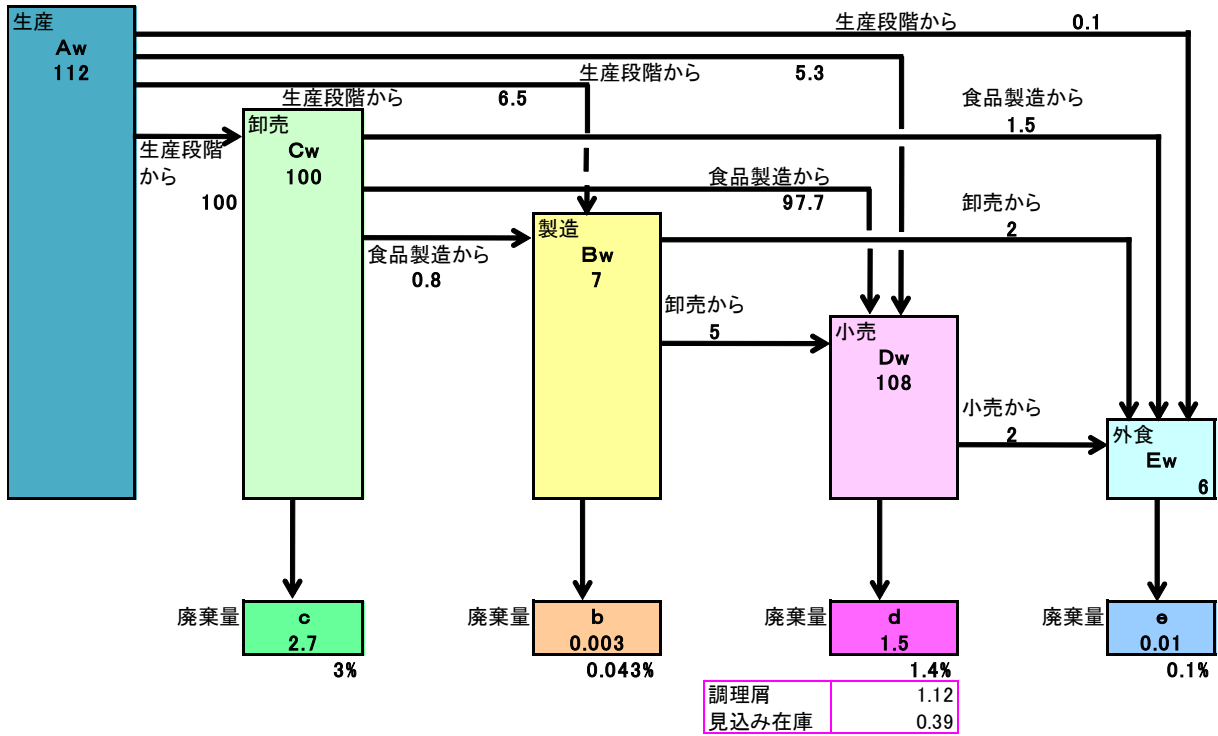 生産
Aw
112
生産段階から 0.1
生産段階から 5.3
生産段階から 6.5
生産段階
から
100
卸売
Cw
100
食品製造から
1.5
食品製造から
97.7
食品製造から
0.8
製造
Bw
7
卸売から
2
卸売から
5
小売
Dw
108
小売から
2
外食
Ew
6
廃棄量
c
2.7
3%
廃棄量
b
0.003
0.043%
廃棄量
d
1.5
1.4%
廃棄量
e
0.01
0.1%
調理屑 1.12
見込み在庫 0.39